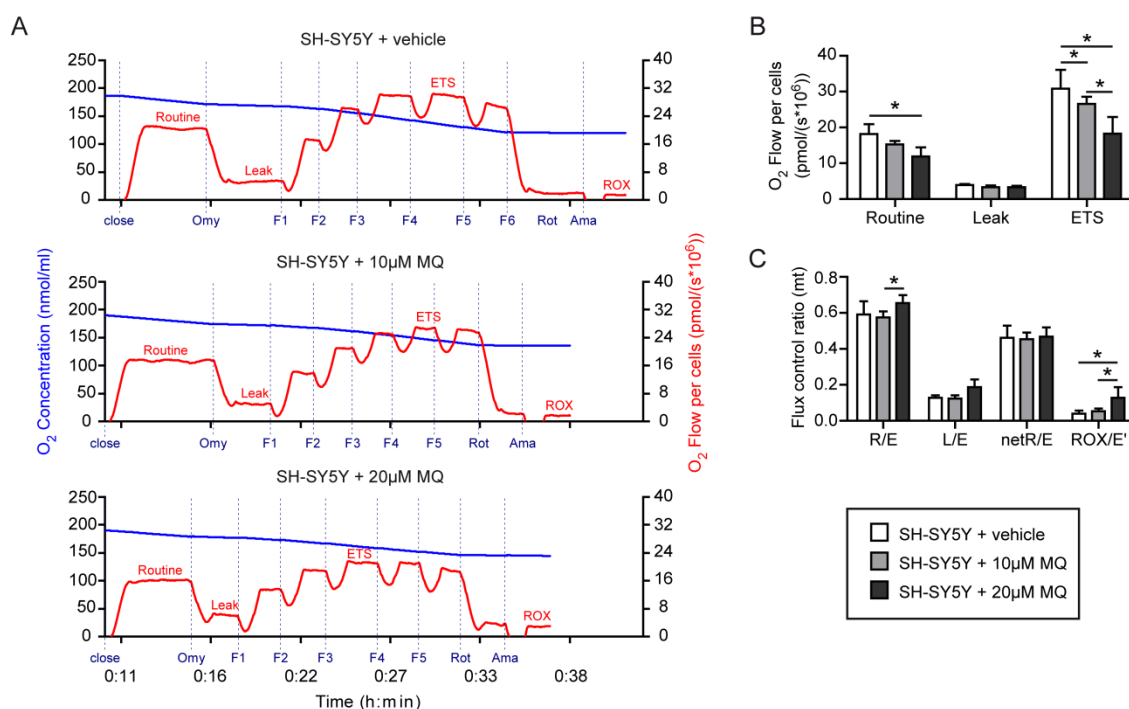 A
SH-SY5Y + vehicle
250
200
150
100
50
0
40
32
24
16
8
0
Routine
Leak
ETS
ROX
close
Omy
F1
F2
F3
F4
F5
F6
Rot
Ama
SH-SY5Y + 10µM MQ
250
200
150
100
50
0
40
32
24
16
8
0
Routine
Leak
ETS
ROX
close
Omy
F1
F2
F3
F4
F5
Rot
Ama
SH-SY5Y + 20µM MQ
250
200
150
100
50
0
40
32
24
16
8
0
Routine
Leak
ETS
ROX
close
Omy
F1
F2
F3
F4
F5
Rot
Ama
0:11
0:16
0:22
0:27
0:33
0:38
Time (h:min)
O2 Concentration (nmol/ml)
O2 Flow per cells (pmol/(s*10^6))
B
O2 Flow per cells
(pmol/(s*10^6))
40
30
20
10
0
*
*
*
*
Routine
Leak
ETS
C
Flux control ratio (mt)
0.8
0.6
0.4
0.2
0.0
*
*
*
R/E
L/E
netR/E
ROX/E'
SH-SY5Y + vehicle
SH-SY5Y + 10µM MQ
SH-SY5Y + 20µM MQ